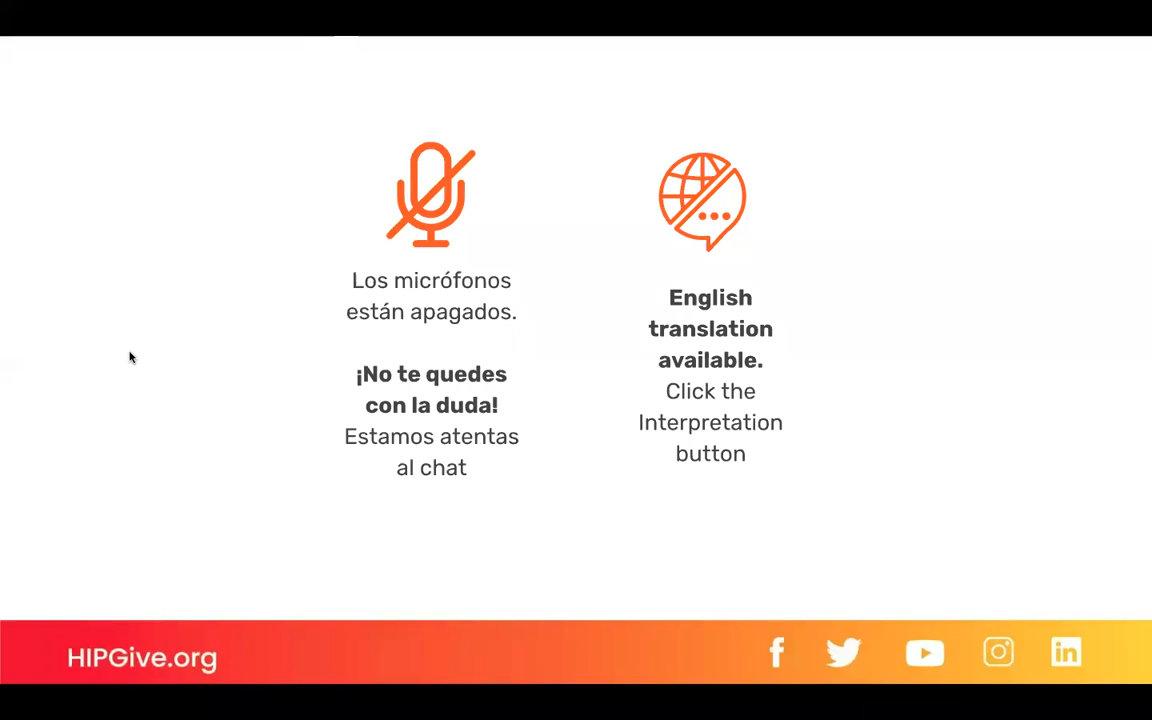 Los micrófonos
están apagados.
¡No te quedes
con la duda!
Estamos atentas
al chat
English
translation
available.
Click the
Interpretation
button
HIPGive.org